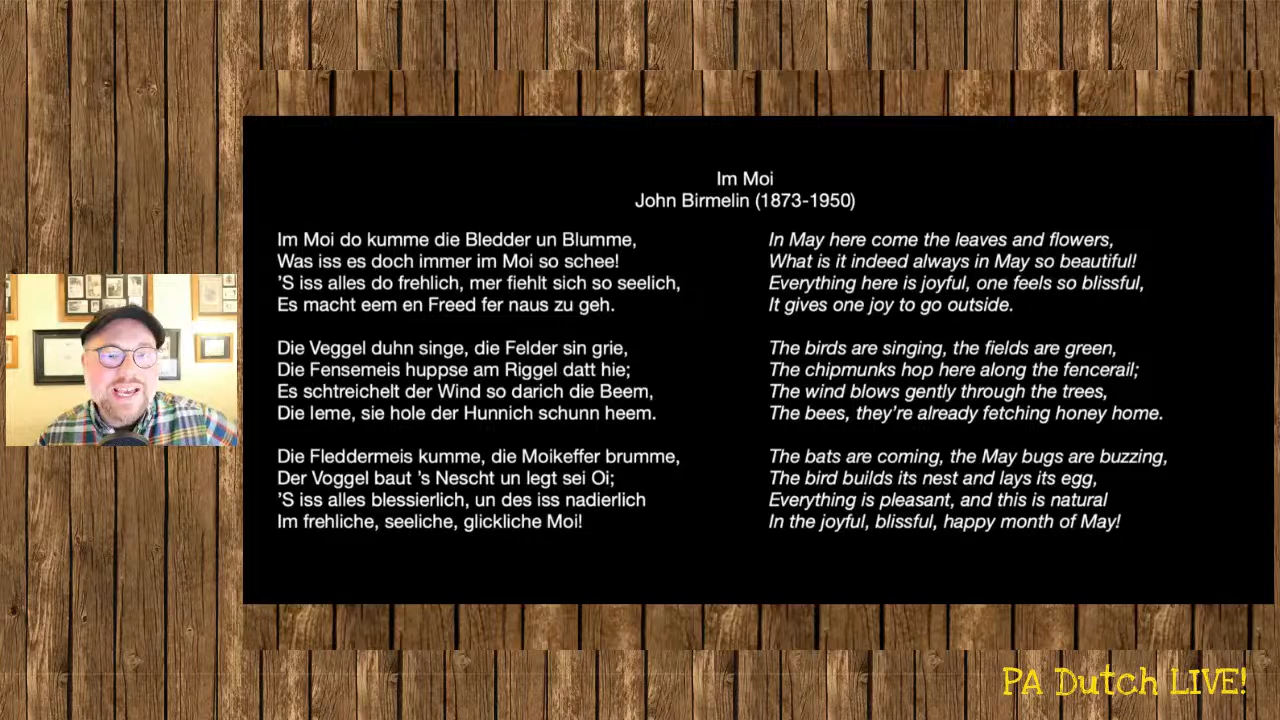 Im Moi
John Birmelin (1873-1950)
Im Moi do kumme die Bledder un Blumme,
Was iss es doch immer im Moi so schee!
’S iss alles do frehlich, mer fiehlt sich so seelich,
Es macht eem en Freed fer naus zu geh.
Die Veggel duhn singe, die Felder sin grie,
Die Fensemeis huppse am Riggel datt hie;
Es schtreichelt der Wind so darich die Beem,
Die Ieme, sie hole der Hunnich schunn heem.
Die Fleddermeis kumme, die Moikeffer brumme,
Der Voggel baut ’s Nescht un legt sei Oi;
’S iss alles blessierlich, un des iss nadierlich
Im frehliche, seeliche, glickliche Moi!
In May here come the leaves and flowers,
What is it indeed always in May so beautiful!
Everything here is joyful, one feels so blissful,
It gives one joy to go outside.
The birds are singing, the fields are green,
The chipmunks hop here along the fencerail;
The wind blows gently through the trees,
The bees, they’re already fetching honey home.
The bats are coming, the May bugs are buzzing,
The bird builds its nest and lays its egg,
Everything is pleasant, and this is natural
In the joyful, blissful, happy month of May!
PA Dutch LIVE!